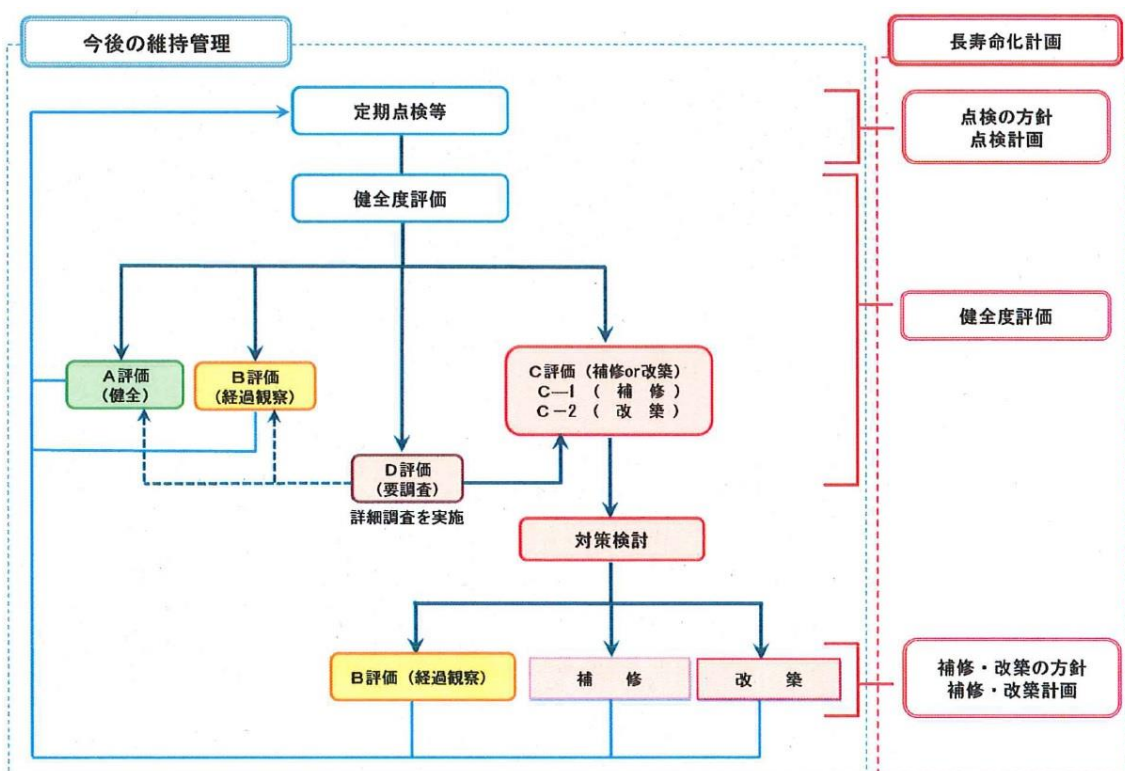 今後の維持管理
長寿命化計画
定期点検等
点検の方針
点検計画
健全度評価
健全度評価
A評価
(健全)
B評価
(経過観察)
C評価(補修or改築)
C―1 ( 補 修 )
C-2 ( 改 築 )
D評価
(要調査)
詳細調査を実施
対策検討
B評価(経過観察)
補 修
改 築
補修・改築の方針
補修・改築計画